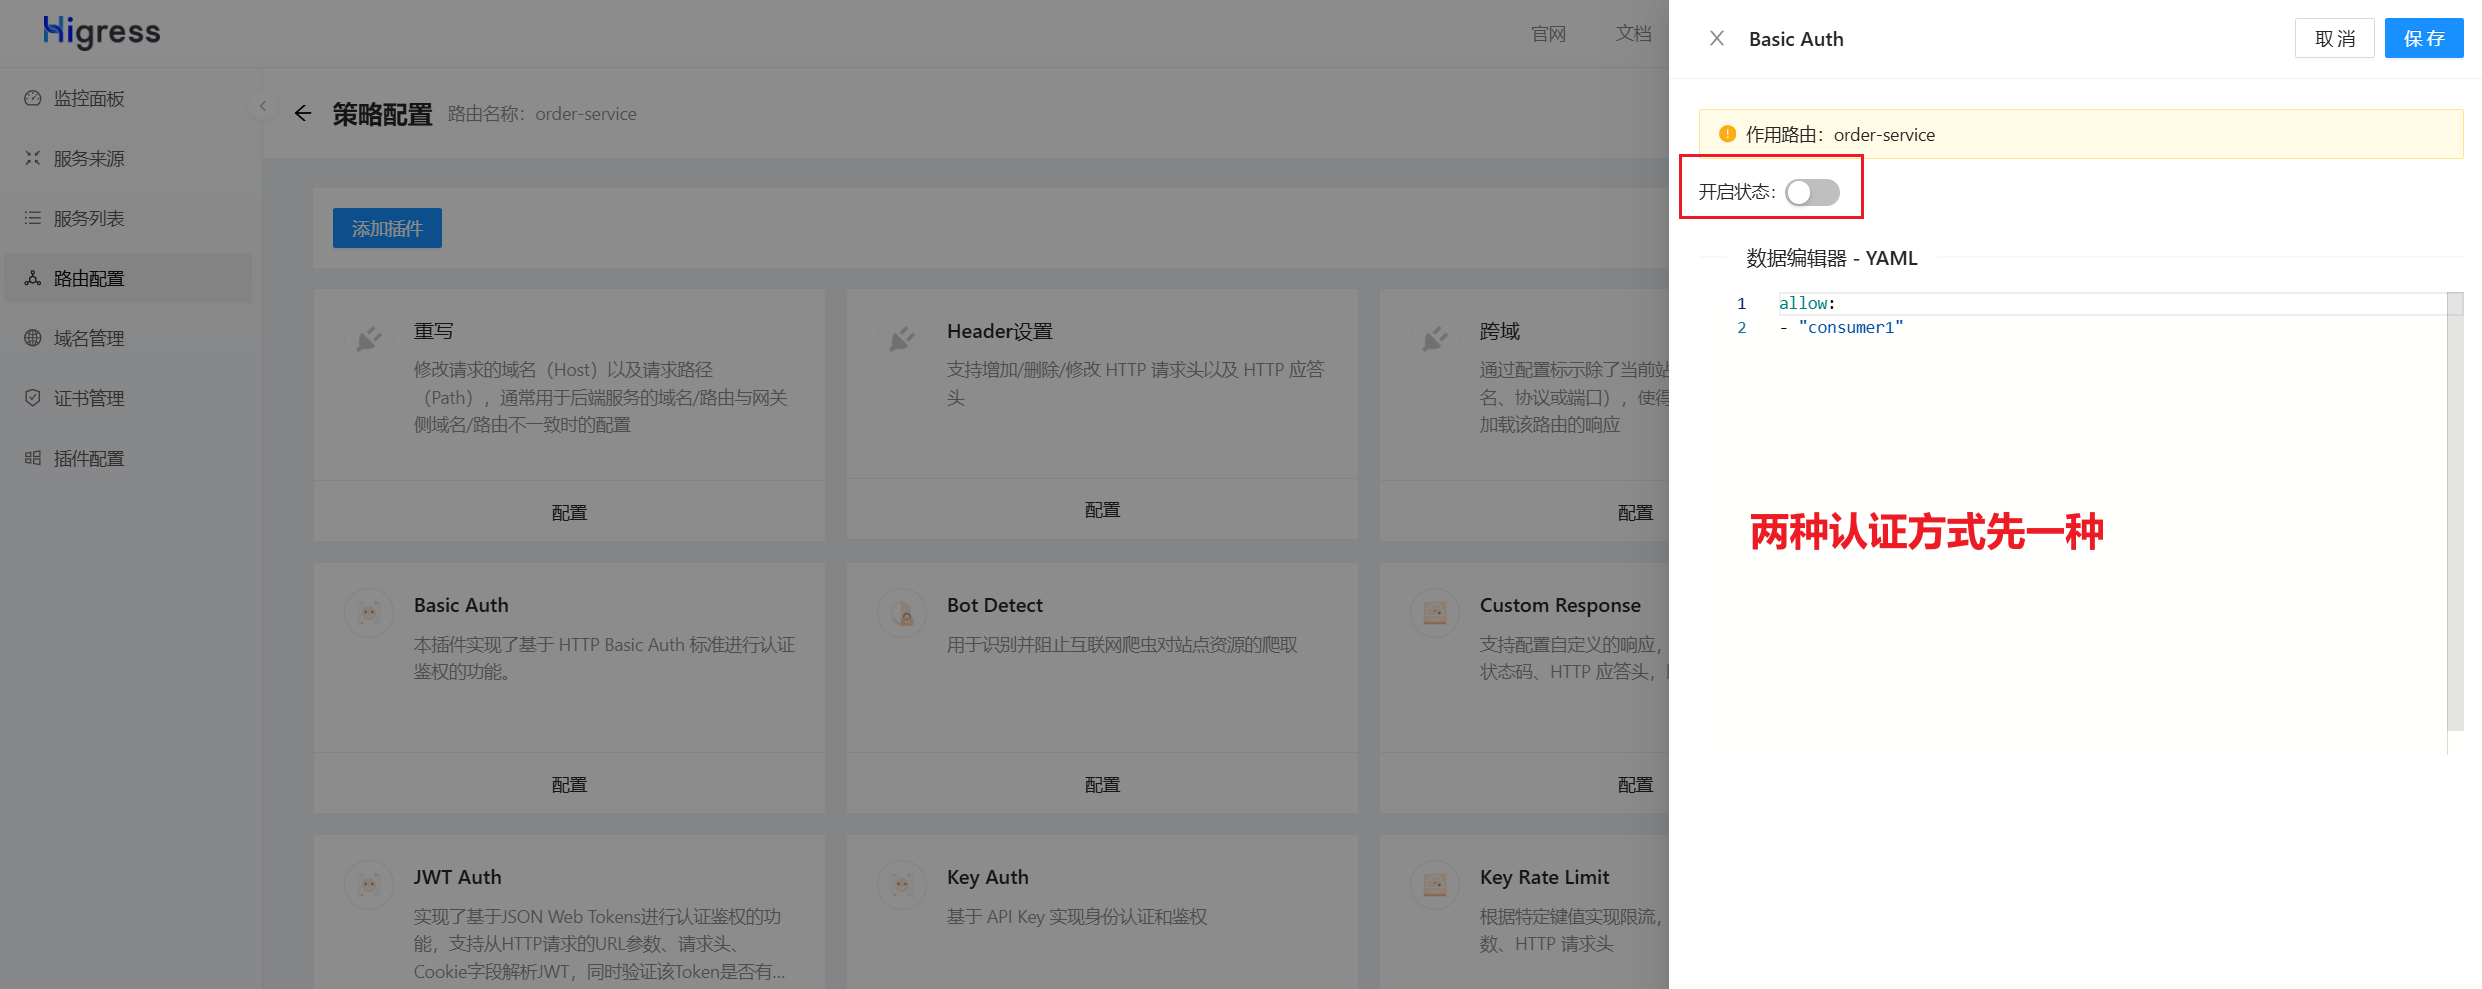 Higress
官网
文档
监控面板
服务来源
服务列表
路由配置
域名管理
证书管理
插件配置
策略配置 路由名称：order-service
添加插件
重写
修改请求的域名（Host）以及请求路径
（Path），通常用于后端服务的域名/路由与网关
侧域名/路由不一致时的配置
配置
Header设置
支持增加/删除/修改 HTTP 请求头以及 HTTP 应答
头
配置
跨域
通过配置标示除了当前站
名、协议或端口），使得
加载该路由的响应
配置
Basic Auth
本插件实现了基于 HTTP Basic Auth 标准进行认证
鉴权的功能。
配置
Bot Detect
用于识别并阻止互联网爬虫对站点资源的爬取
配置
Custom Response
支持配置自定义的响应，
状态码、HTTP 应答头，
配置
JWT Auth
实现了基于JSON Web Tokens进行认证鉴权的功
能，支持从HTTP请求的URL参数、请求头、
Cookie字段解析JWT，同时验证该Token是否有...
Key Auth
基于 API Key 实现身份认证和鉴权
Key Rate Limit
根据特定键值实现限流，
数、HTTP 请求头
Basic Auth
取消
保存
作用路由：order-service
开启状态：
数据编辑器 - YAML
1 allow:
2 - "consumer1"
两种认证方式先一种